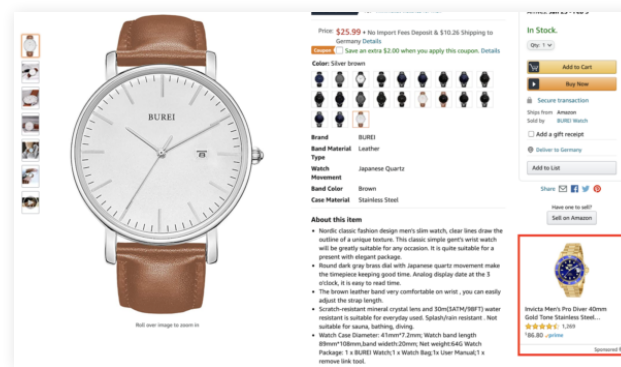 BUREI
Roll over image to zoom in
Price: $25.99 • No Import Fees Deposit & $10.26 Shipping to
Germany Details
Coupon Save an extra $2.00 when you apply this coupon. Details
Color: Silver brown
Brand BUREI
Band Material Leather
Type
Watch Japanese Quartz
Movement
Band Color Brown
Case Material Stainless Steel
About this item
• Nordic classic fashion design men's slim watch, clear lines draw the
outline of a unique texture. This classic simple gent's wrist watch
will be greatly suitable for any occasion. It is quite suitable for a
present with elegant package.
• Round dark gray brass dial with Japanese quartz movement make
the timepiece keeping good time. Analog display date at the 3
o'clock, it is easy to read time.
• The brown leather band very comfortable on wrist , you can easily
adjust the strap length.
• Scratch-resistant mineral crystal lens and 30m(3ATM/98FT) water
resistant is suitable for everyday used. Splash/rain resistant . Not
suitable for sauna, bathing, diving.
• Watch Case Diameter: 41mm*7.2mm; Watch band length
89mm*108mm,band wideth:20mm; Net weight:64G Watch
Package: 1 x BUREI Watch;1 x Watch Bag;1x User Manual;1 x
remove link tool.
In Stock.
Qty: 1
Add to Cart
Buy Now
Secure transaction
Ships from Amazon
Sold by BUREI Watch
Add a gift receipt
Deliver to Germany
Add to List
Share
Have one to sell?
Sell on Amazon
Invicta Men's Pro Diver 40mm
Gold Tone Stainless Steel...
1,269
$86.80 prime
Sponsored